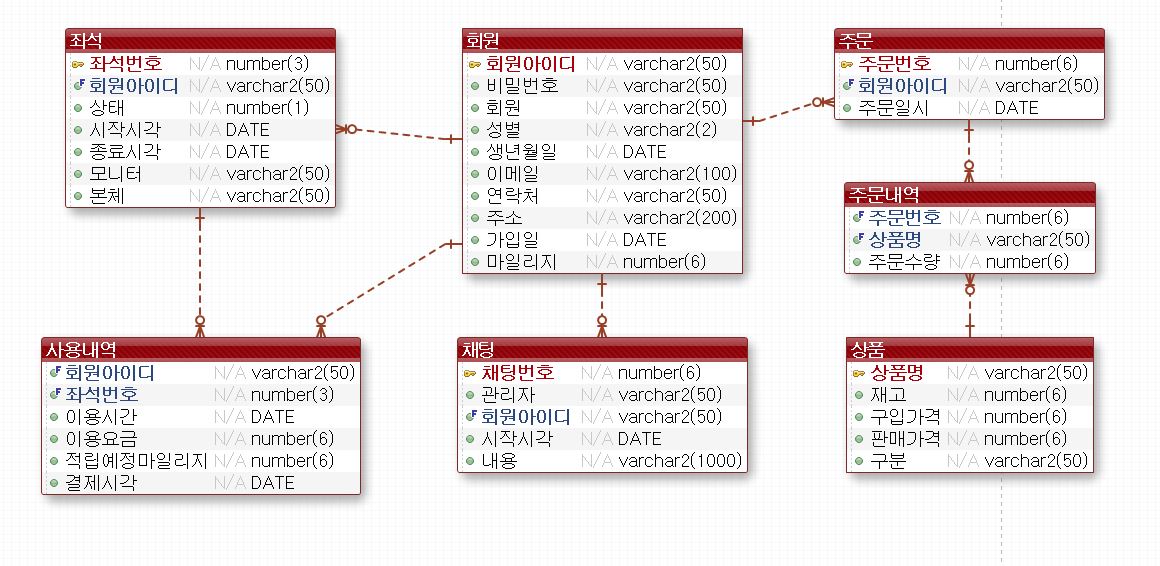 좌석
좌석번호 N/A number(3)
회원아이디 N/A varchar2(50)
상태 N/A number(1)
시작시각 N/A DATE
종료시각 N/A DATE
모니터 N/A varchar2(50)
본체 N/A varchar2(50)
회원
회원아이디 N/A varchar2(50)
비밀번호 N/A varchar2(50)
회원 N/A varchar2(50)
성별 N/A varchar2(2)
생년월일 N/A DATE
이메일 N/A varchar2(100)
연락처 N/A varchar2(50)
주소 N/A varchar2(200)
가입일 N/A DATE
마일리지 N/A number(6)
주문
주문번호 N/A number(6)
회원아이디 N/A varchar2(50)
주문일시 N/A DATE
주문내역
주문번호 N/A number(6)
상품명 N/A varchar2(50)
주문수량 N/A number(6)
사용내역
회원아이디 N/A varchar2(50)
좌석번호 N/A number(3)
이용시간 N/A DATE
이용요금 N/A number(6)
적립예정마일리지 N/A number(6)
결제시각 N/A DATE
채팅
채팅번호 N/A number(6)
관리자 N/A varchar2(50)
회원아이디 N/A varchar2(50)
시작시각 N/A DATE
내용 N/A varchar2(1000)
상품
상품명 N/A varchar2(50)
재고 N/A number(6)
구입가격 N/A number(6)
판매가격 N/A number(6)
구분 N/A varchar2(50)